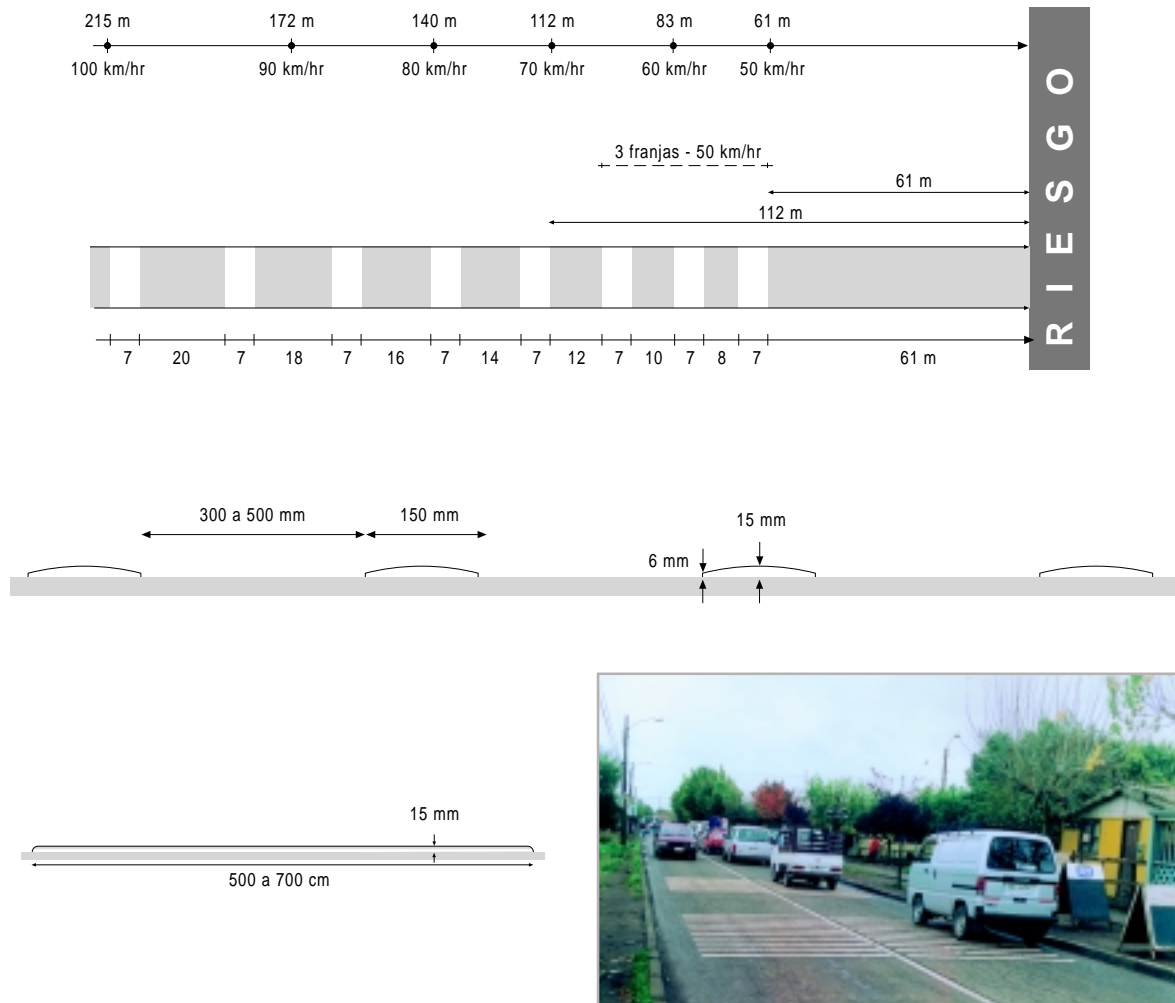 215 m 172 m 140 m 112 m 83 m 61 m
100 km/hr 90 km/hr 80 km/hr 70 km/hr 60 km/hr 50 km/hr
RIESGO
3 franjas - 50 km/hr
61 m
112 m
7 20 7 18 7 16 7 14 7 12 7 10 7 8 7 61 m
300 a 500 mm 150 mm 15 mm
6 mm
15 mm
500 a 700 cm